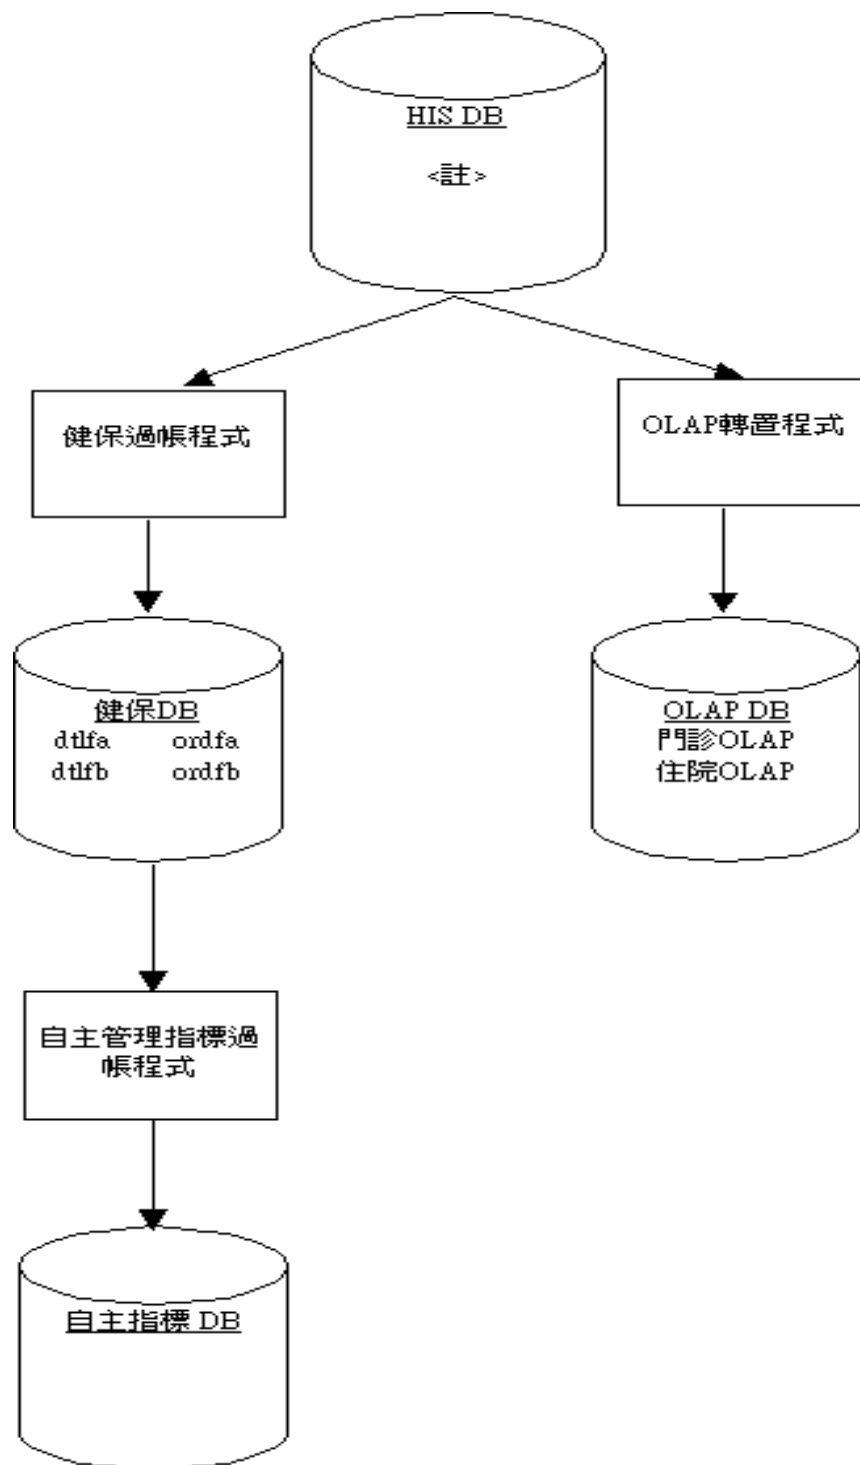 HIS DB
<註>
健保過帳程式
OLAP轉置程式
健保DB
dtlfa ordfa
dtlfb ordfb
OLAP DB
門診OLAP
住院OLAP
自主管理指標過
帳程式
自主指標 DB